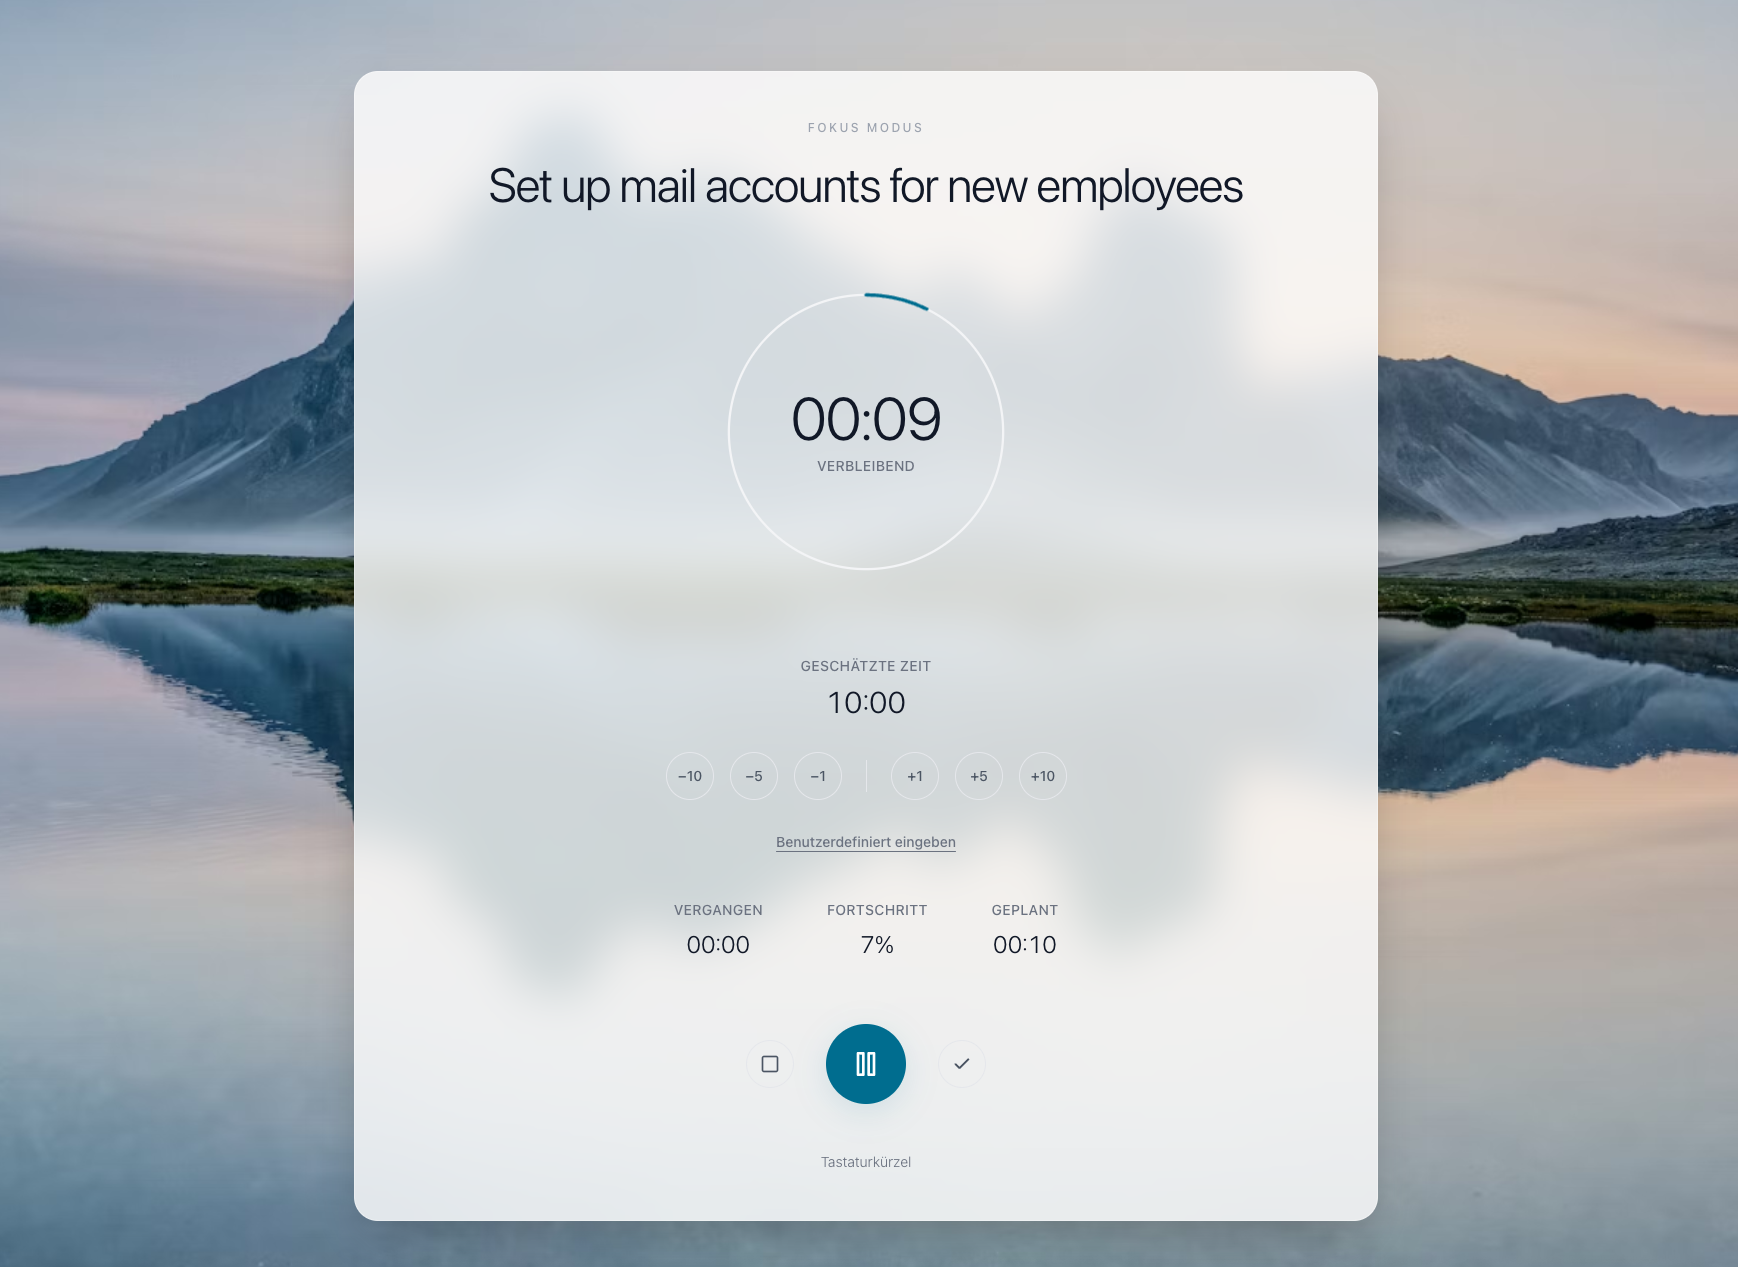 FOKUS MODUS
Set up mail accounts for new employees
00:09
VERBLEIBEND
GESCHÄTZTE ZEIT
10:00
−10 −5 −1 +1 +5 +10
Benutzerdefiniert eingeben
VERGANGEN FORTSCHRITT GEPLANT
00:00 7% 00:10
Tastaturkürzel